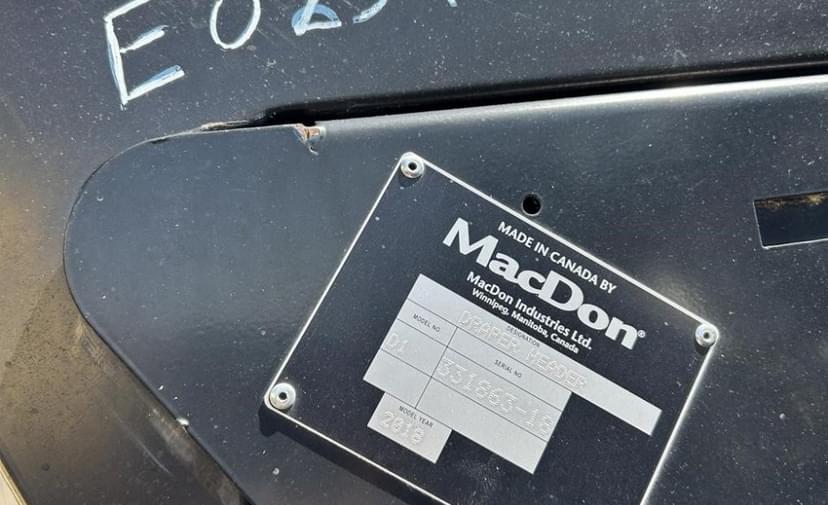 MADE IN CANADA BY
MacDon®
MacDon Industries Ltd.
Winnipeg, Manitoba, Canada
DESIGNATION
DRAPER HEADER
MODEL NO.
D1
SERIAL NO.
331863-18
MODEL YEAR
2018